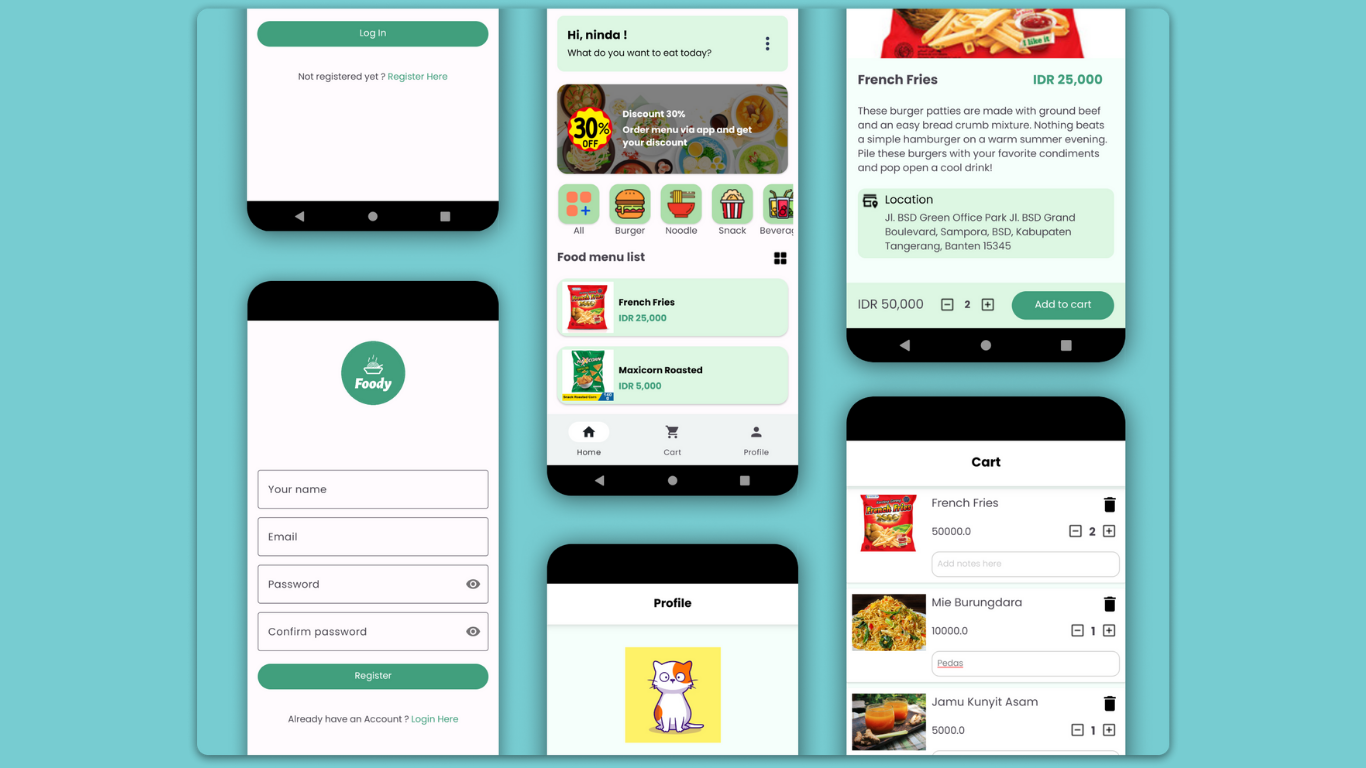 Log In
Not registered yet ? Register Here
Foody
Your name
Email
Password
Confirm password
Register
Already have an Account ? Login Here
Hi, ninda !
What do you want to eat today?
30%
OFF
Discount 30%
Order menu via app and get
your discount
All
Burger
Noodle
Snack
Beverag
Food menu list
French Fries
IDR 25,000
Maxicorn Roasted
IDR 5,000
Home
Cart
Profile
Profile
I like it
French Fries
IDR 25,000
These burger patties are made with ground beef
and an easy bread crumb mixture. Nothing beats
a simple hamburger on a warm summer evening.
Pile these burgers with your favorite condiments
and pop open a cool drink!
Location
Jl. BSD Green Office Park Jl. BSD Grand
Boulevard, Sampora, BSD, Kabupaten
Tangerang, Banten 15345
IDR 50,000
2
Add to cart
Cart
French Fries
French Fries
50000.0
2
Add notes here
Mie Burungdara
10000.0
1
Pedas
Jamu Kunyit Asam
5000.0
1